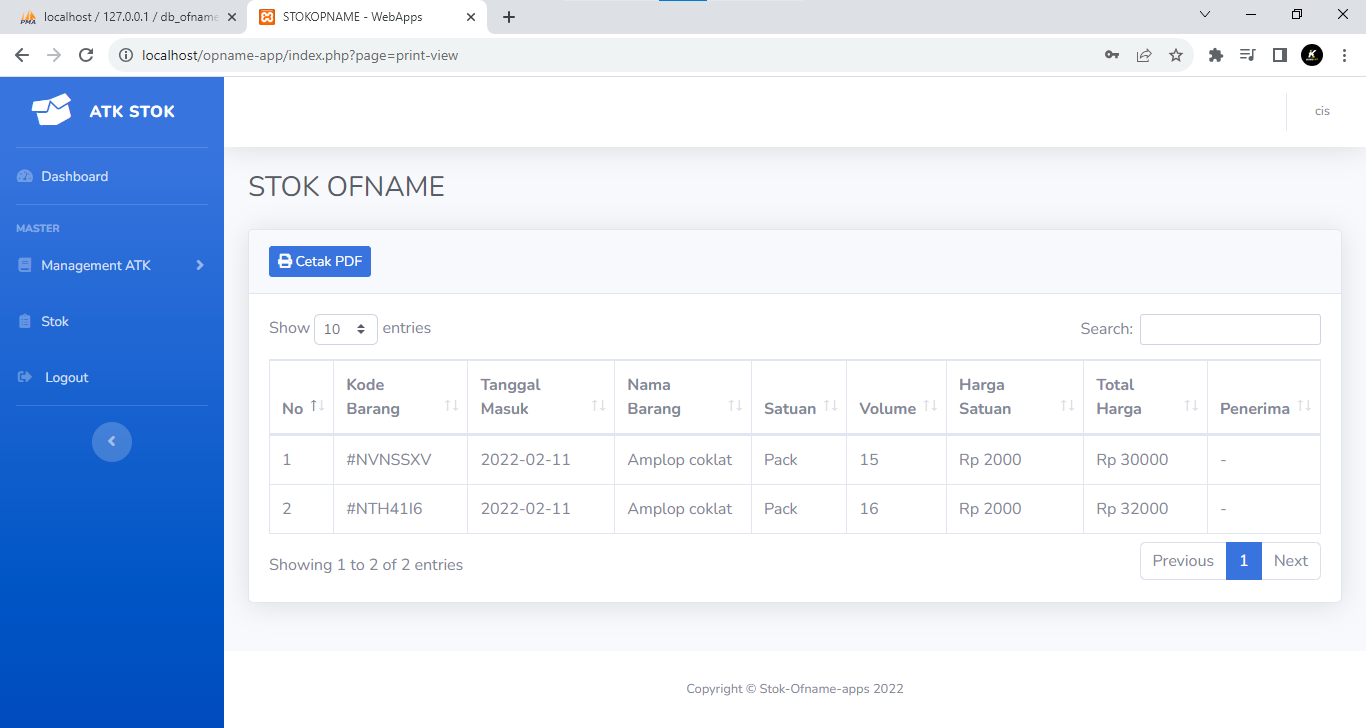 localhost / 127.0.0.1 / db_ofname
STOKOPNAME - WebApps
localhost/opname-app/index.php?page=print-view
ATK STOK
cis
Dashboard
MASTER
Management ATK
Stok
Logout
STOK OFNAME
Cetak PDF
Show 10 entries
Search:
No Kode Barang Tanggal Masuk Nama Barang Satuan Volume Harga Satuan Total Harga Penerima
1 #NVNSSXV 2022-02-11 Amplop coklat Pack 15 Rp 2000 Rp 30000 -
2 #NTH41I6 2022-02-11 Amplop coklat Pack 16 Rp 2000 Rp 32000 -
Showing 1 to 2 of 2 entries
Previous 1 Next
Copyright © Stok-Ofname-apps 2022